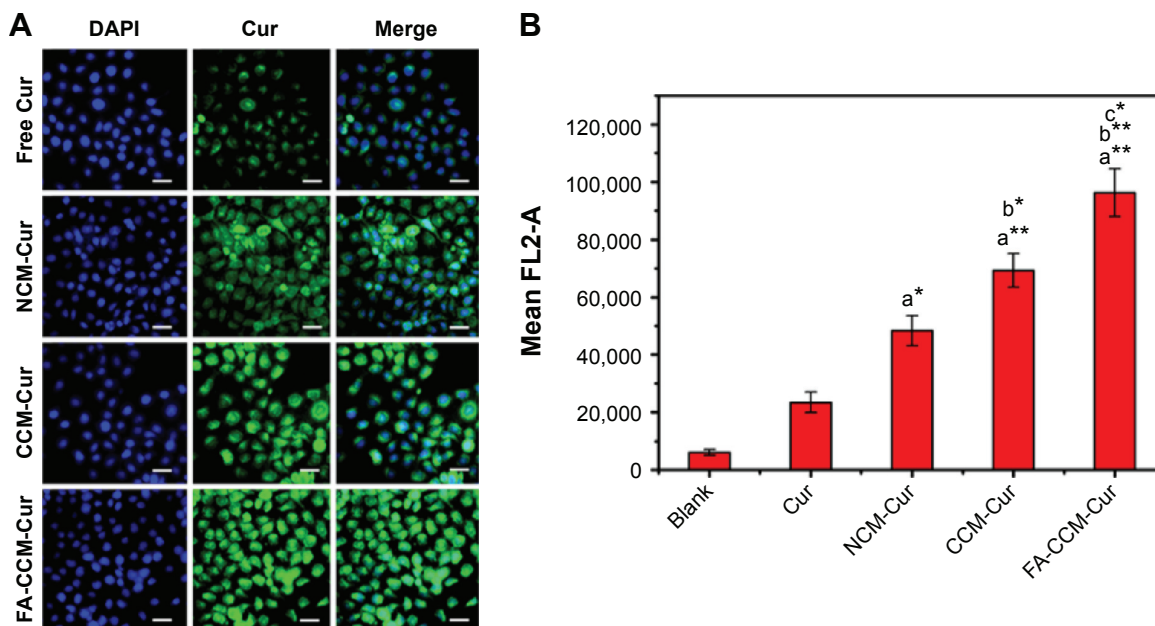 A
DAPI
Cur
Merge
Free Cur
NCM-Cur
CCM-Cur
FA-CCM-Cur
B
Mean FL2-A
120,000
100,000
80,000
60,000
40,000
20,000
0
a*
b*
a**
c*
b**
a**
Blank
Cur
NCM-Cur
CCM-Cur
FA-CCM-Cur